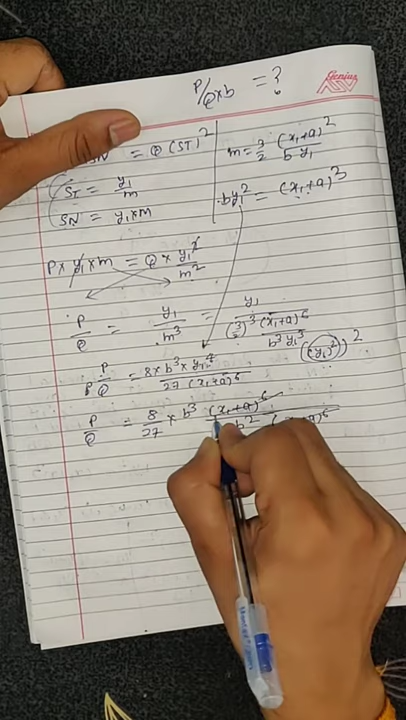 P/Q×b = ?
Genius
SN = Q (ST)²
ST = y₁/m
SN = y₁×m
m = 3/2 (x₁+a)²/b y₁
by₁² = (x₁+a)³
P × y₁ × m = Q × y₁²/m²
P/Q = y₁/m³ = y₁/(3/2)³ (x₁+a)⁶/b³ y₁³
((y₁²))²
P/Q = 8 × b³ × y₁⁴/27 (x₁+a)⁶
P/Q = 8/27 × b³ (x₁+a)⁶/b²